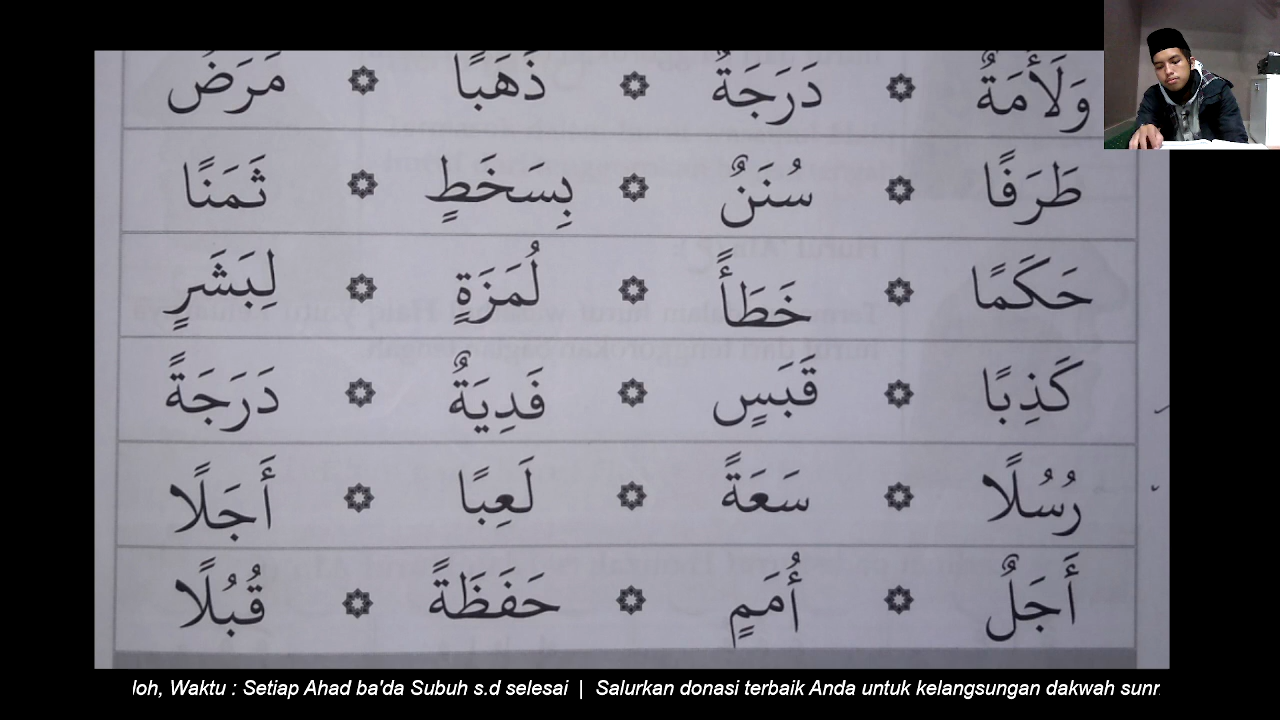 وَلَأَمَةٌ ۞ دَرَجَةٌ ۞ ذَهَبًا ۞ مَرَضٌ
طَرَفًا ۞ سُنَنٌ ۞ بِسَخَطٍ ۞ ثَمَنًا
حَكَمًا ۞ خَطَأً ۞ لُمَزَةٍ ۞ لِبَشَرٍ
كَذِبًا ۞ قَبَسٍ ۞ فَدِيَةٌ ۞ دَرَجَةً
رُسُلًا ۞ سَعَةً ۞ لَعِبًا ۞ أَجَلًا
أَجَلٌ ۞ أُمَمٍ ۞ حَفَظَةً ۞ قُبُلًا
loh, Waktu : Setiap Ahad ba'da Subuh s.d selesai | Salurkan donasi terbaik Anda untuk kelangsungan dakwah sunr